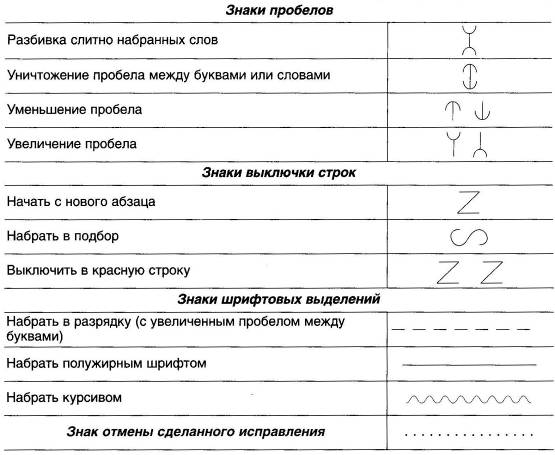 Знаки пробелов
Разбивка слитно набранных слов
Уничтожение пробела между буквами или словами
Уменьшение пробела
Увеличение пробела
Знаки выключки строк
Начать с нового абзаца
Набрать в подбор
Выключить в красную строку
Знаки шрифтовых выделений
Набрать в разрядку (с увеличенным пробелом между
буквами)
Набрать полужирным шрифтом
Набрать курсивом
Знак отмены сделанного исправления